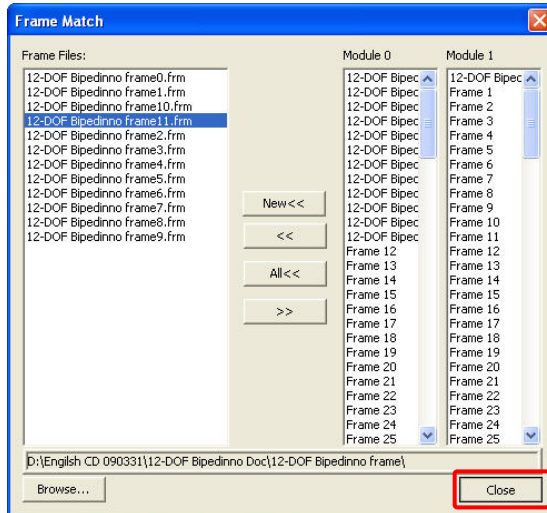 Frame Match
Frame Files:
12-DOF Bipedinno frame0.frm
12-DOF Bipedinno frame1.frm
12-DOF Bipedinno frame10.frm
12-DOF Bipedinno frame11.frm
12-DOF Bipedinno frame2.frm
12-DOF Bipedinno frame3.frm
12-DOF Bipedinno frame4.frm
12-DOF Bipedinno frame5.frm
12-DOF Bipedinno frame6.frm
12-DOF Bipedinno frame7.frm
12-DOF Bipedinno frame8.frm
12-DOF Bipedinno frame9.frm
New<<
<<
All<<
>>
Module 0
12-DOF Bipec
12-DOF Bipec
12-DOF Bipec
12-DOF Bipec
12-DOF Bipec
12-DOF Bipec
12-DOF Bipec
12-DOF Bipec
12-DOF Bipec
12-DOF Bipec
12-DOF Bipec
12-DOF Bipec
Frame 12
Frame 13
Frame 14
Frame 15
Frame 16
Frame 17
Frame 18
Frame 19
Frame 20
Frame 21
Frame 22
Frame 23
Frame 24
Frame 25
Module 1
12-DOF Bipec
Frame 1
Frame 2
Frame 3
Frame 4
Frame 5
Frame 6
Frame 7
Frame 8
Frame 9
Frame 10
Frame 11
Frame 12
Frame 13
Frame 14
Frame 15
Frame 16
Frame 17
Frame 18
Frame 19
Frame 20
Frame 21
Frame 22
Frame 23
Frame 24
Frame 25
D:\Engilsh CD 090331\12-DOF Bipedinno Doc\12-DOF Bipedinno frame\
Browse...
Close